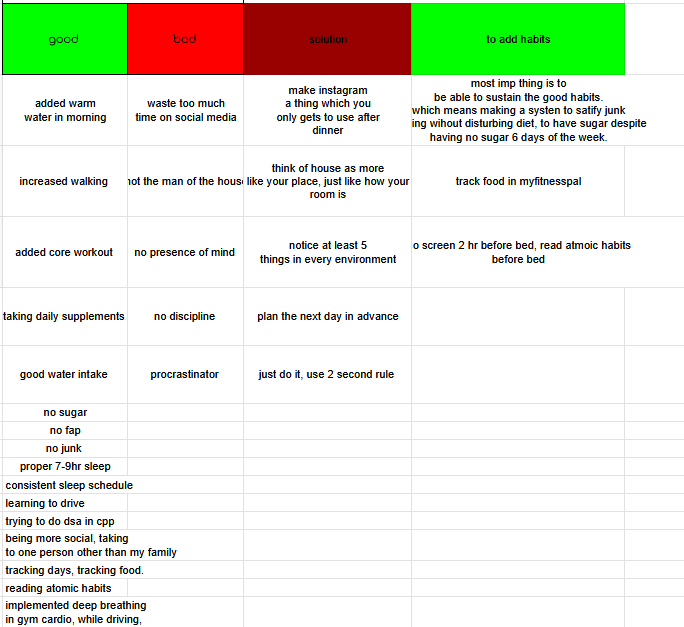 good bad solution to add habits
added warm
water in morning
waste too much
time on social media
make instagram
a thing which you
only gets to use after
dinner
most imp thing is to
be able to sustain the good habits.
which means making a systen to satify junk
ing wihout disturbing diet, to have sugar despite
having no sugar 6 days of the week.
increased walking
not the man of the hous
think of house as more
like your place, just like how your
room is
track food in myfitnesspal
added core workout
no presence of mind
notice at least 5
things in every environment
o screen 2 hr before bed, read atmoic habits
before bed
taking daily supplements
no discipline
plan the next day in advance
good water intake
procrastinator
just do it, use 2 second rule
no sugar
no fap
no junk
proper 7-9hr sleep
consistent sleep schedule
learning to drive
trying to do dsa in cpp
being more social, taking
to one person other than my family
tracking days, tracking food.
reading atomic habits
implemented deep breathing
in gym cardio, while driving,